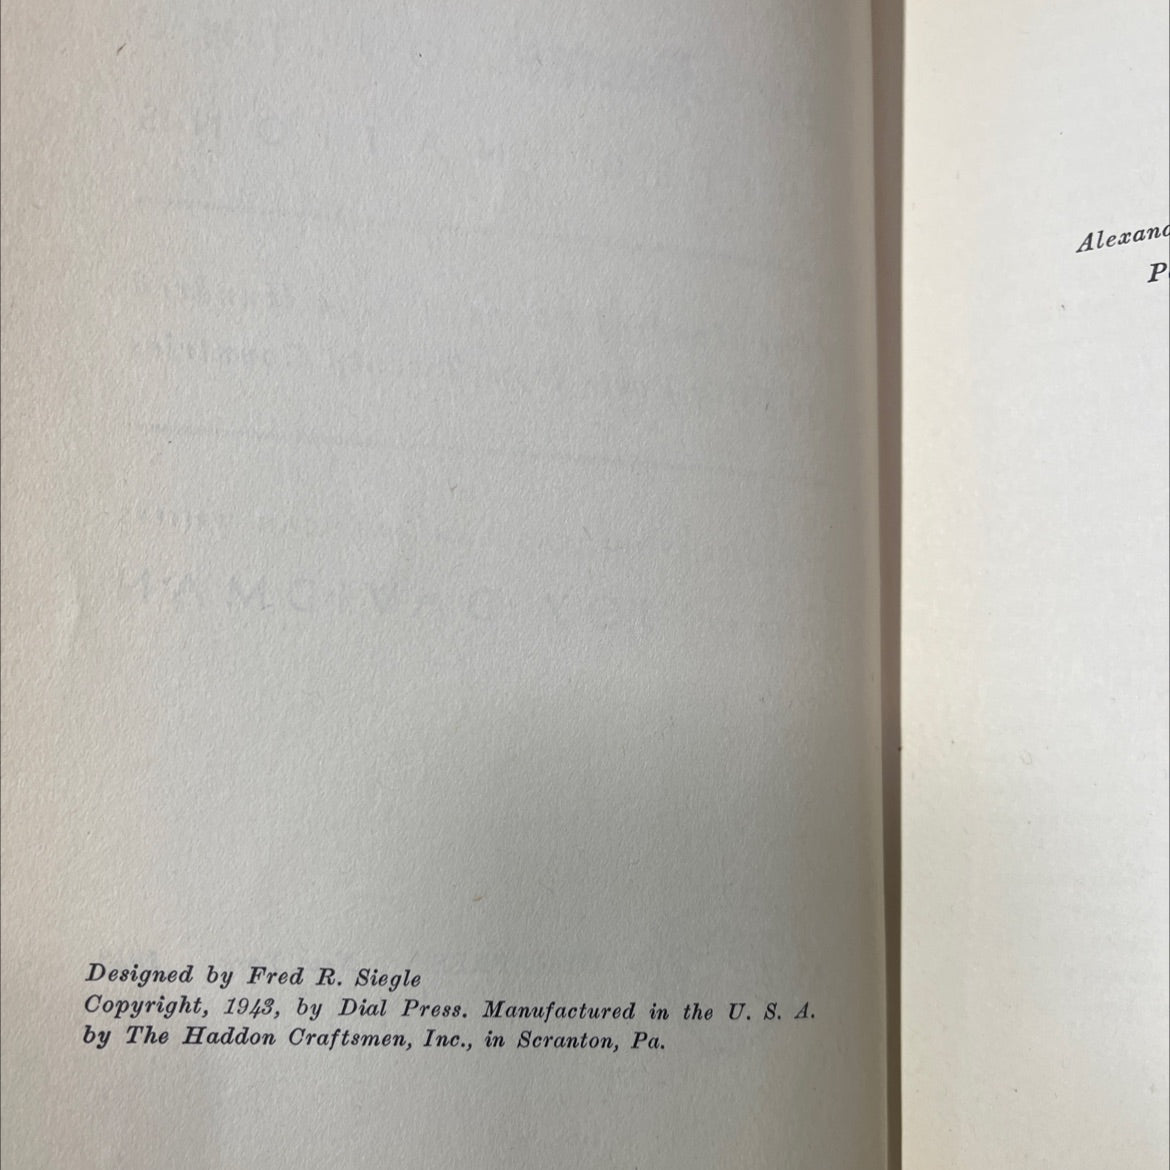 Designed by Fred R. Siegle
Copyright, 1943, by Dial Press. Manufactured in the U. S. A.
by The Haddon Craftsmen, Inc., in Scranton, Pa.
Alexand
P